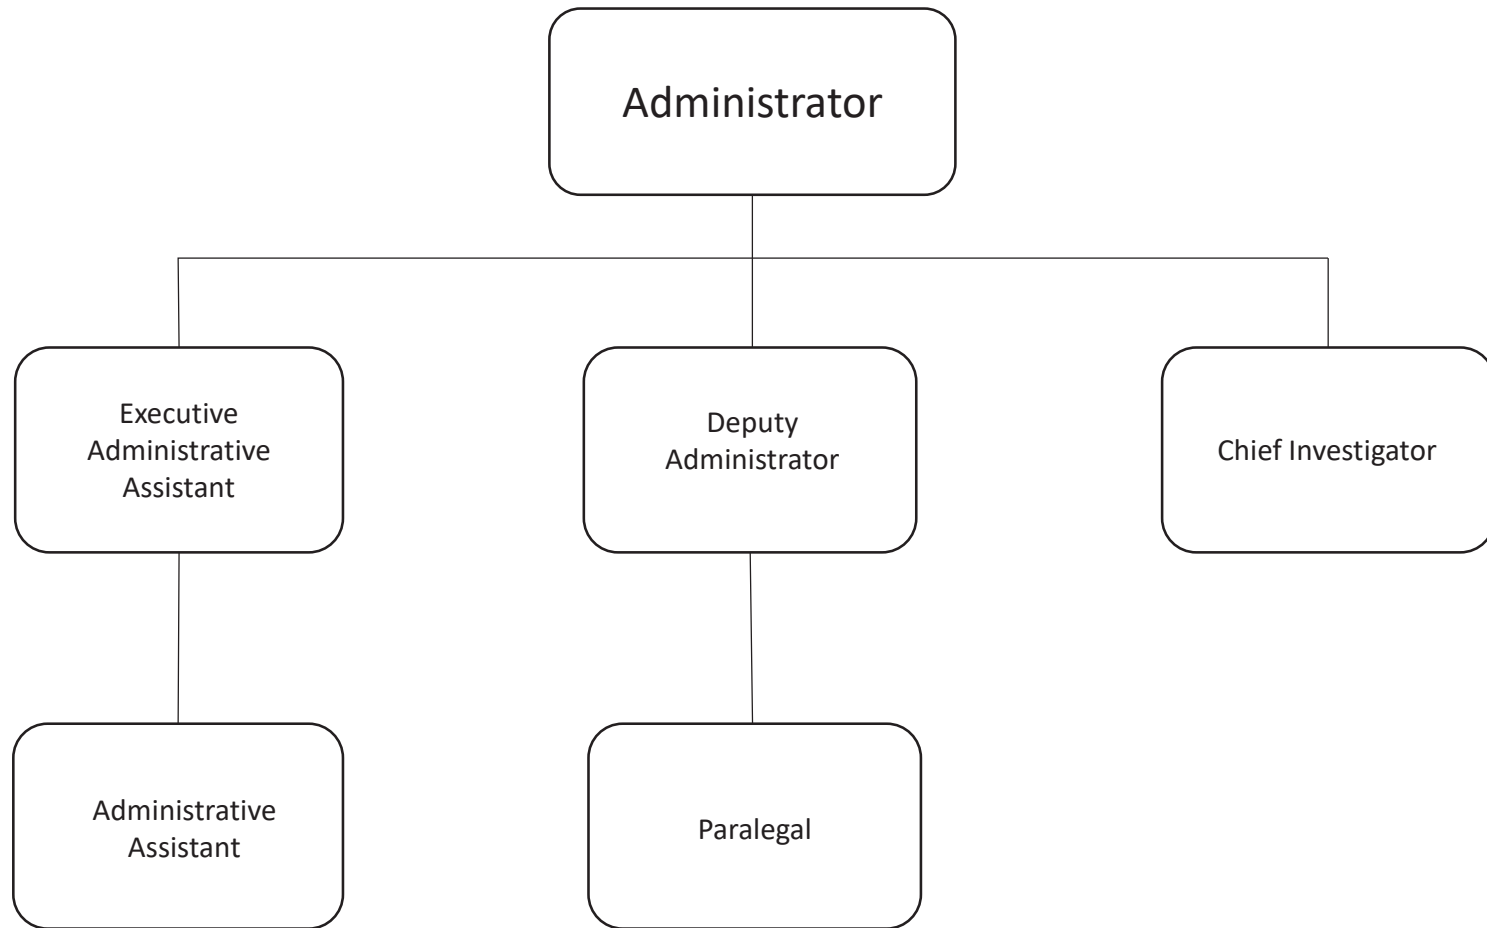 Administrator
Executive
Administrative
Assistant
Deputy
Administrator
Chief Investigator
Administrative
Assistant
Paralegal